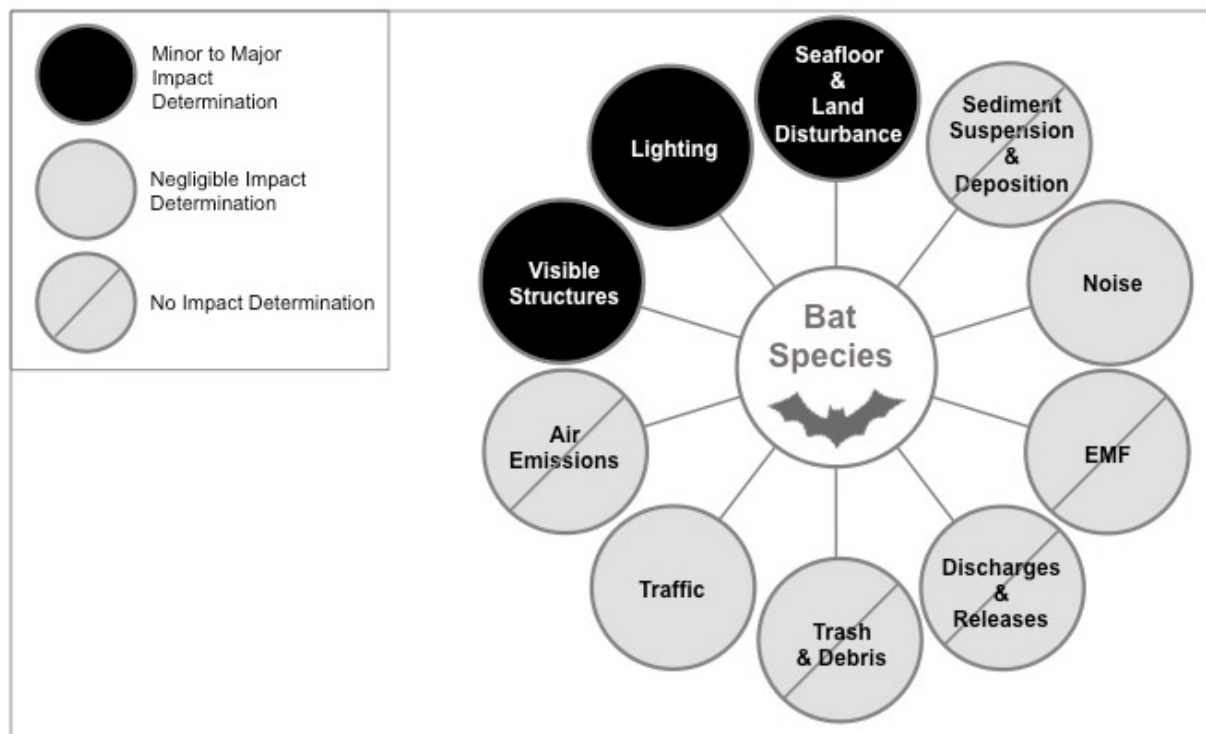 Minor to Major
Impact
Determination
Negligible Impact
Determination
No Impact Determination
Seafloor
&
Land
Disturbance
Sediment
Suspension
&
Deposition
Noise
EMF
Discharges
&
Releases
Trash
& Debris
Traffic
Air
Emissions
Visible
Structures
Lighting
Bat
Species